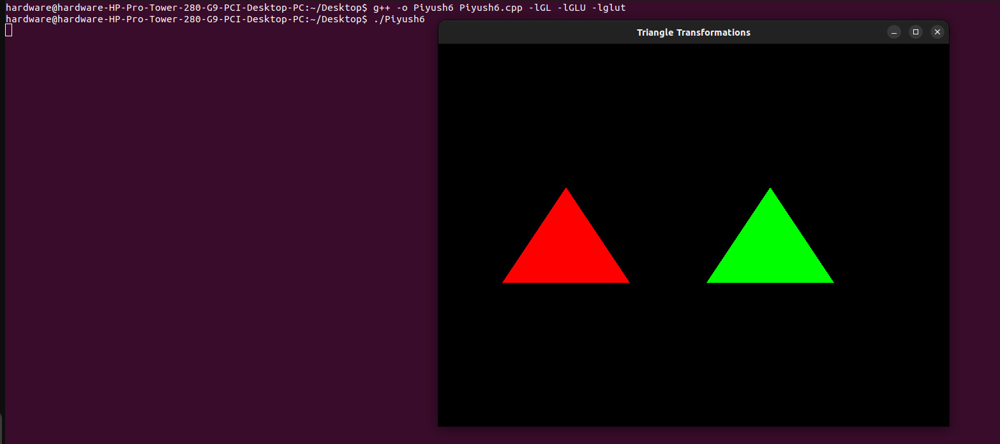 hardware@hardware-HP-Pro-Tower-280-G9-PCI-Desktop-PC:~/Desktop$ g++ -o Piyush6 Piyush6.cpp -lGL -lGLU -lglut
hardware@hardware-HP-Pro-Tower-280-G9-PCI-Desktop-PC:~/Desktop$ ./Piyush6
Triangle Transformations